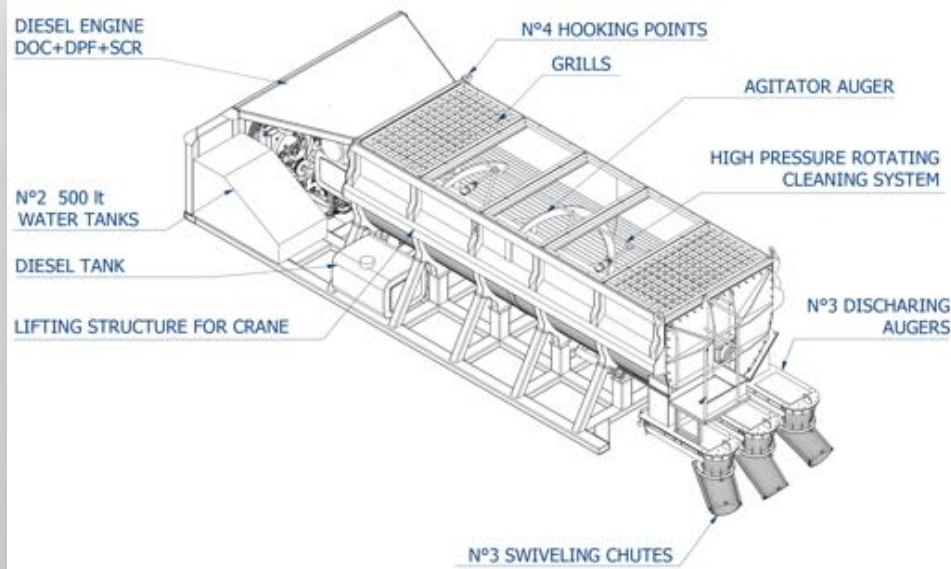 DIESEL ENGINE
DOC+DPF+SCR
N°4 HOOKING POINTS
GRILLS
AGITATOR AUGER
HIGH PRESSURE ROTATING
CLEANING SYSTEM
N°2 500 lt
WATER TANKS
DIESEL TANK
LIFTING STRUCTURE FOR CRANE
N°3 DISCHARING
AUGERS
N°3 SWIVELING CHUTES